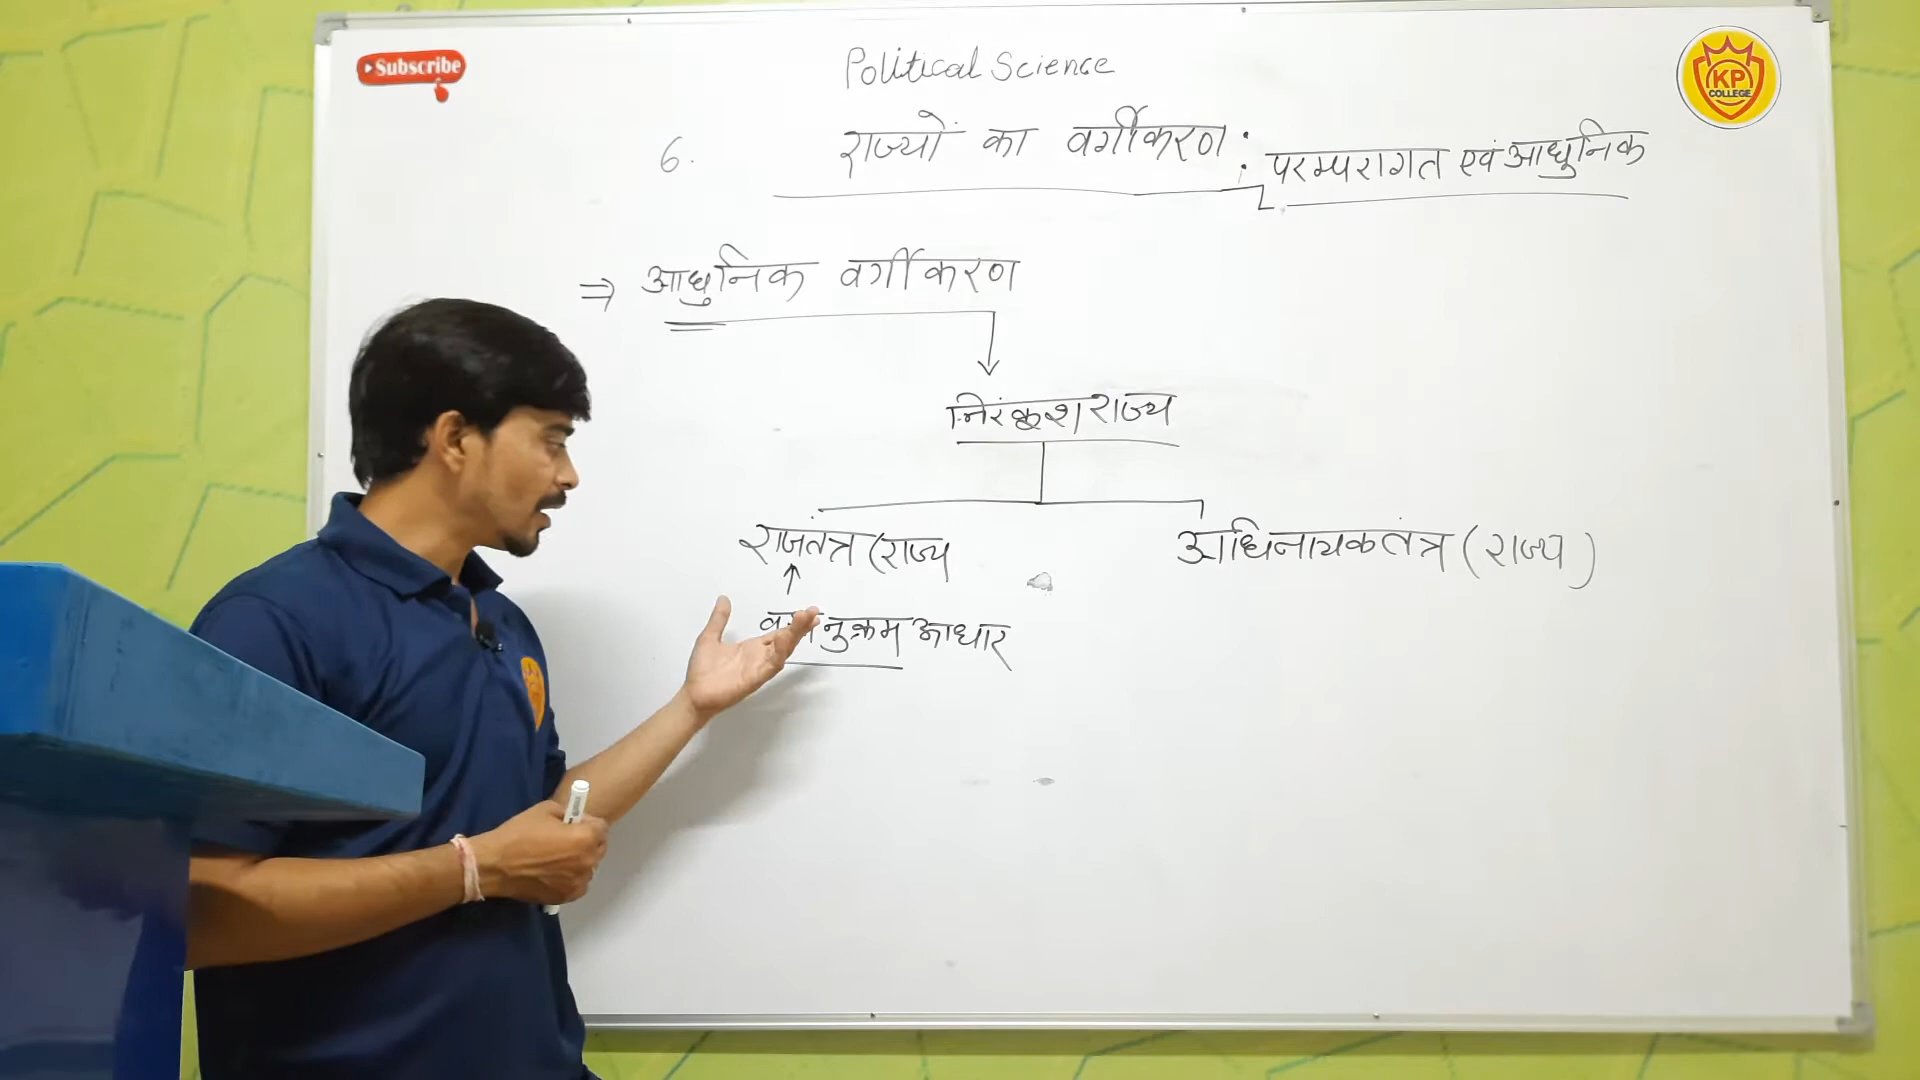 Subscribe
Political Science
KP
COLLEGE
6. राज्यों का वर्गीकरण : परम्परागत एवं आधुनिक
⇒ आधुनिक वर्गीकरण
निरंकुश राज्य
राजतंत्र (राज्य
अधिनायकतंत्र (राज्य)
नुक्रम आधार